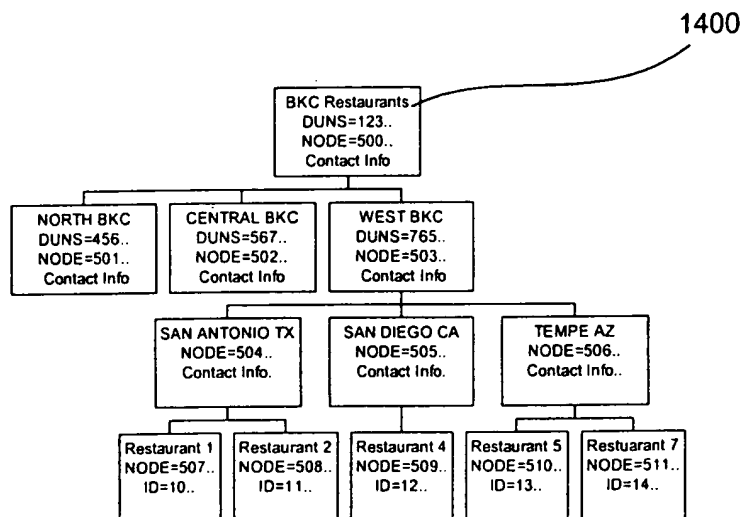 1400
BKC Restaurants
DUNS=123..
NODE=500..
Contact Info
NORTH BKC
DUNS=456..
NODE=501..
Contact Info
CENTRAL BKC
DUNS=567..
NODE=502..
Contact Info
WEST BKC
DUNS=765..
NODE=503..
Contact Info
SAN ANTONIO TX
NODE=504..
Contact Info.
SAN DIEGO CA
NODE=505..
Contact Info.
TEMPE AZ
NODE=506..
Contact Info..
Restaurant 1
NODE=507..
ID=10..
Restaurant 2
NODE=508..
ID=11..
Restaurant 4
NODE=509..
ID=12..
Restaurant 5
NODE=510..
ID=13..
Restuarant 7
NODE=511..
ID=14..